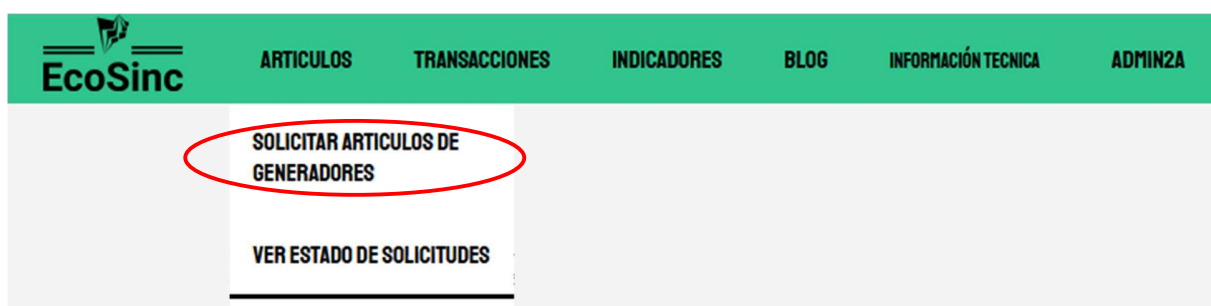 EcoSinc
ARTICULOS
TRANSACCIONES
INDICADORES
BLOG
INFORMACIÓN TECNICA
ADMIN2A
SOLICITAR ARTICULOS DE
GENERADORES
VER ESTADO DE SOLICITUDES